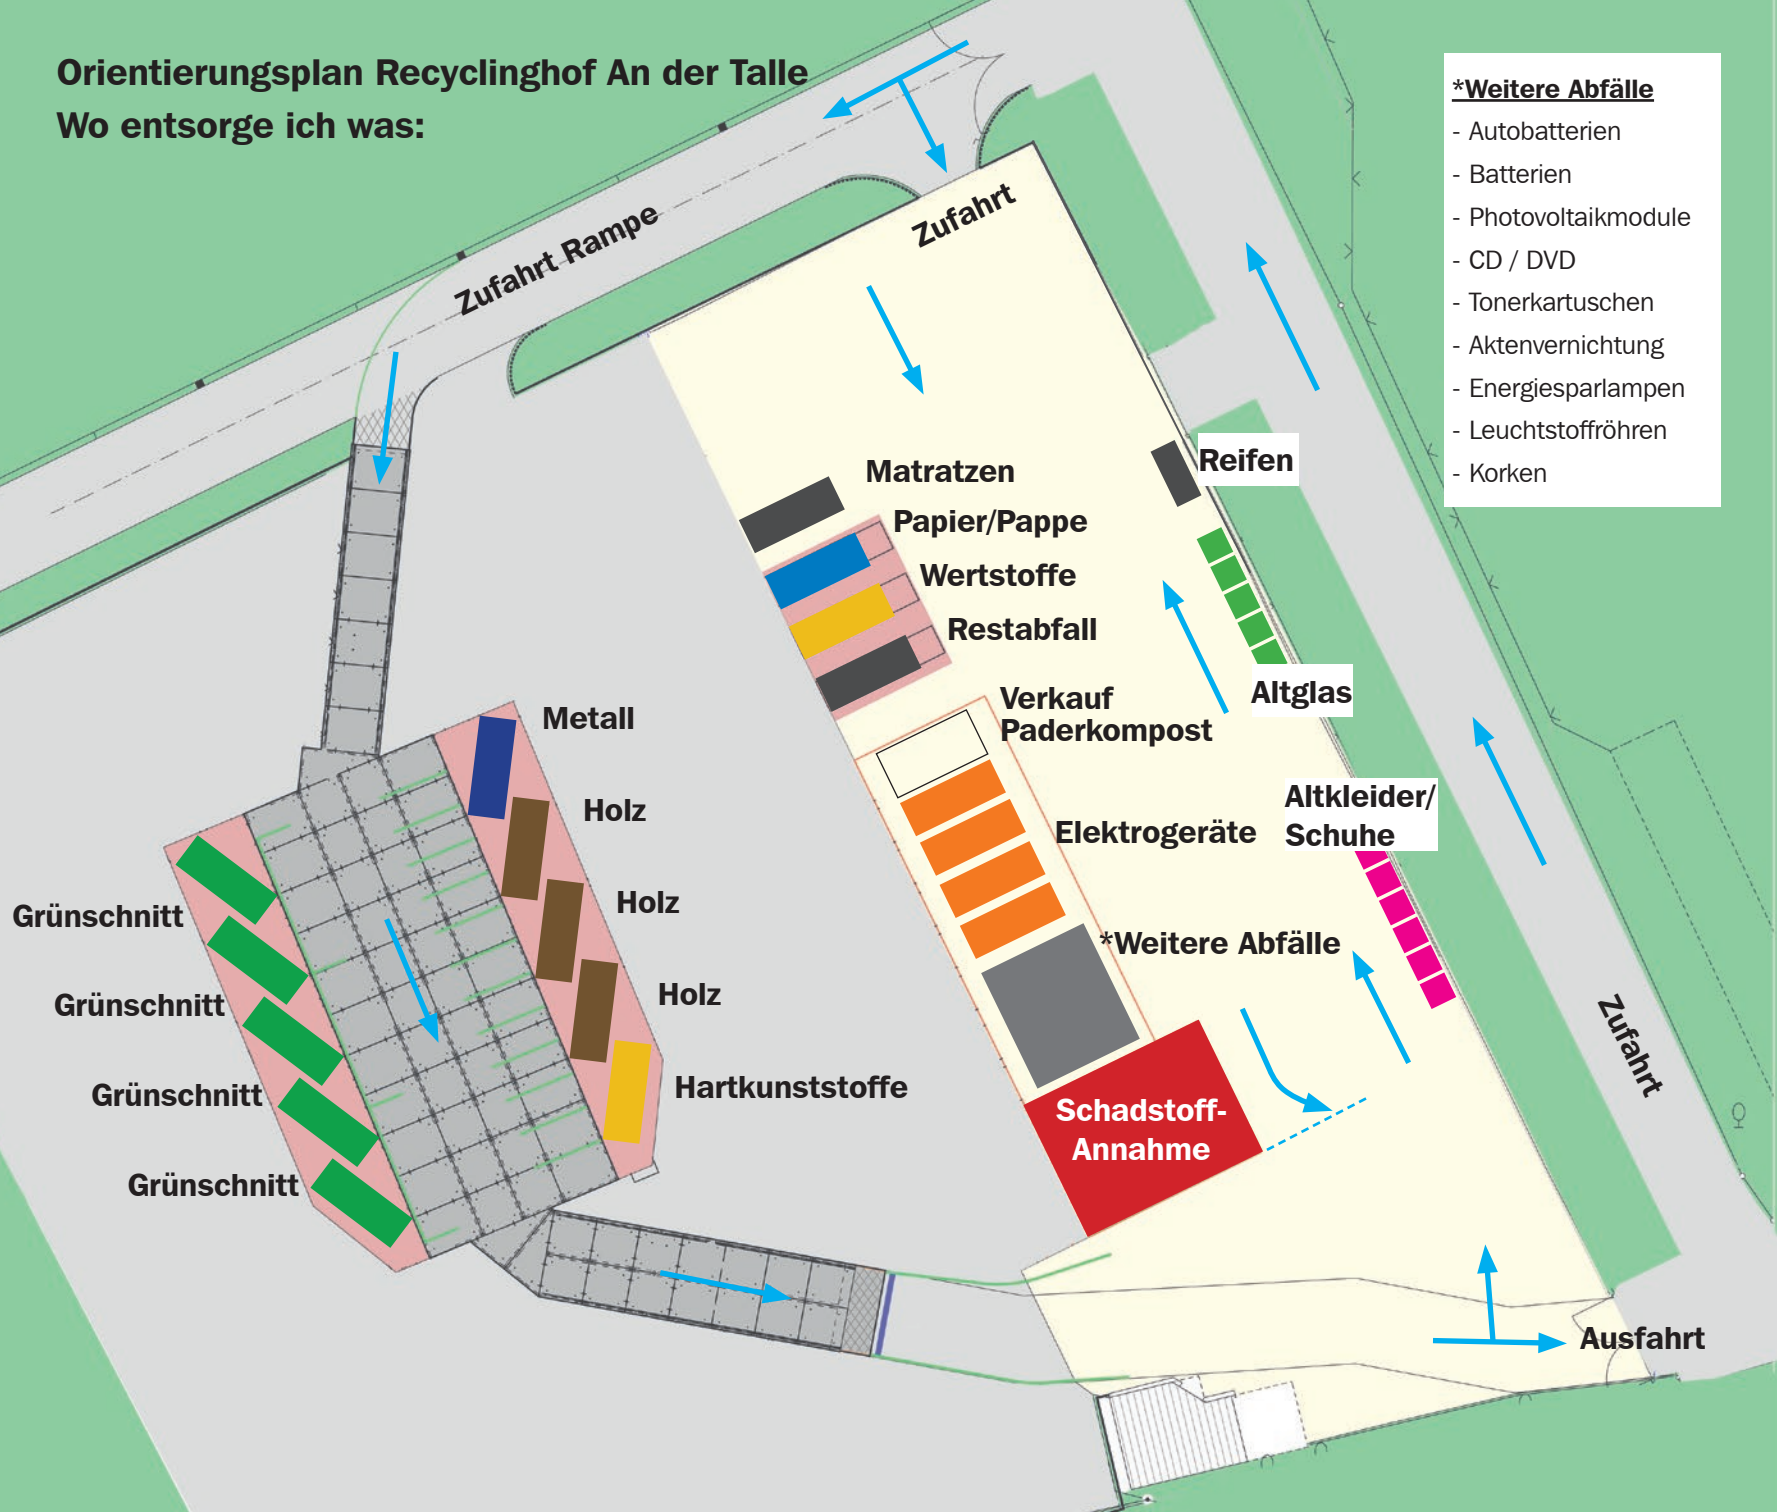 Orientierungsplan Recyclinghof An der Talle
Wo entsorge ich was:
*Weitere Abfälle
- Autobatterien
- Batterien
- Photovoltaikmodule
- CD / DVD
- Tonerkartuschen
- Aktenvernichtung
- Energiesparlampen
- Leuchtstoffröhren
- Korken
Zufahrt Rampe
Zufahrt
Matratzen
Reifen
Papier/Pappe
Wertstoffe
Restabfall
Altglas
Verkauf
Paderkompost
Metall
Holz
Altkleider/
Schuhe
Elektrogeräte
Holz
Grünschnitt
*Weitere Abfälle
Holz
Grünschnitt
Zufahrt
Hartkunststoffe
Grünschnitt
Schadstoff-
Annahme
Grünschnitt
Ausfahrt